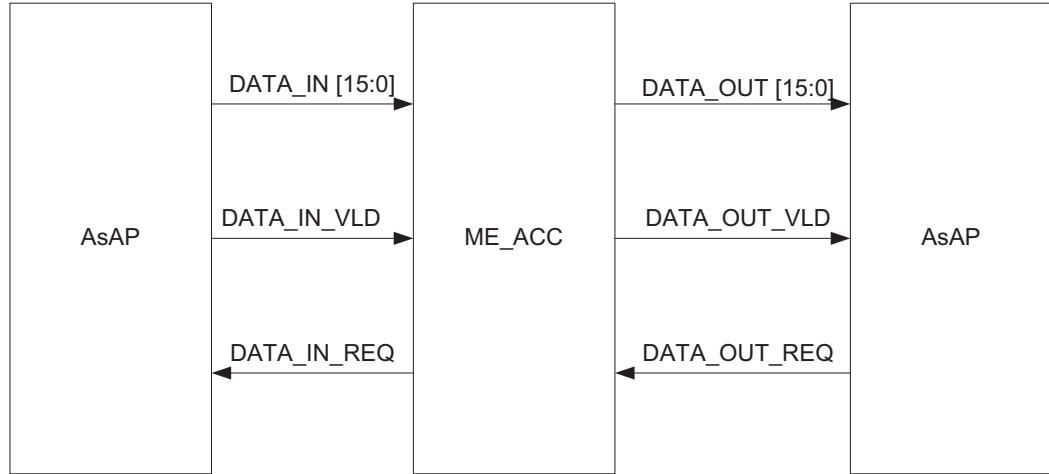 DATA_IN [15:0]
DATA_OUT [15:0]
DATA_IN_VLD
DATA_OUT_VLD
AsAP
ME_ACC
AsAP
DATA_IN_REQ
DATA_OUT_REQ